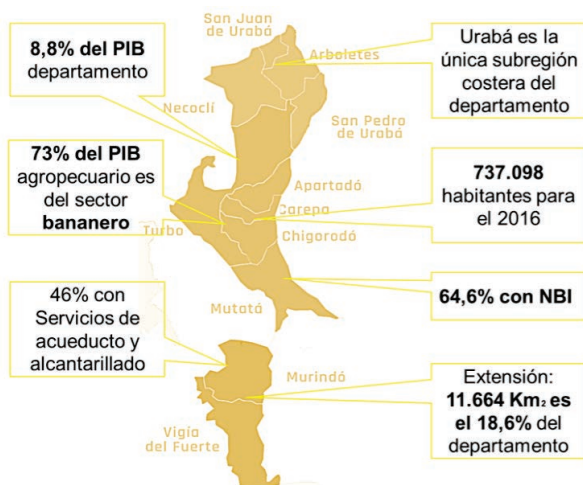 San Juan
de Urabá
Arboletes
8,8% del PIB
departamento
Urabá es la
única subregión
costera del
departamento
Necoclí
San Pedro
de Urabá
73% del PIB
agropecuario es
del sector
bananero
Apartadó
Carepa
Turbo
Chigorodó
737.098
habitantes para
el 2016
46% con
Servicios de
acueducto y
alcantarillado
Mutatá
64,6% con NBI
Murindó
Vigía
del Fuerte
Extensión:
11.664 Km₂ es
el 18,6% del
departamento